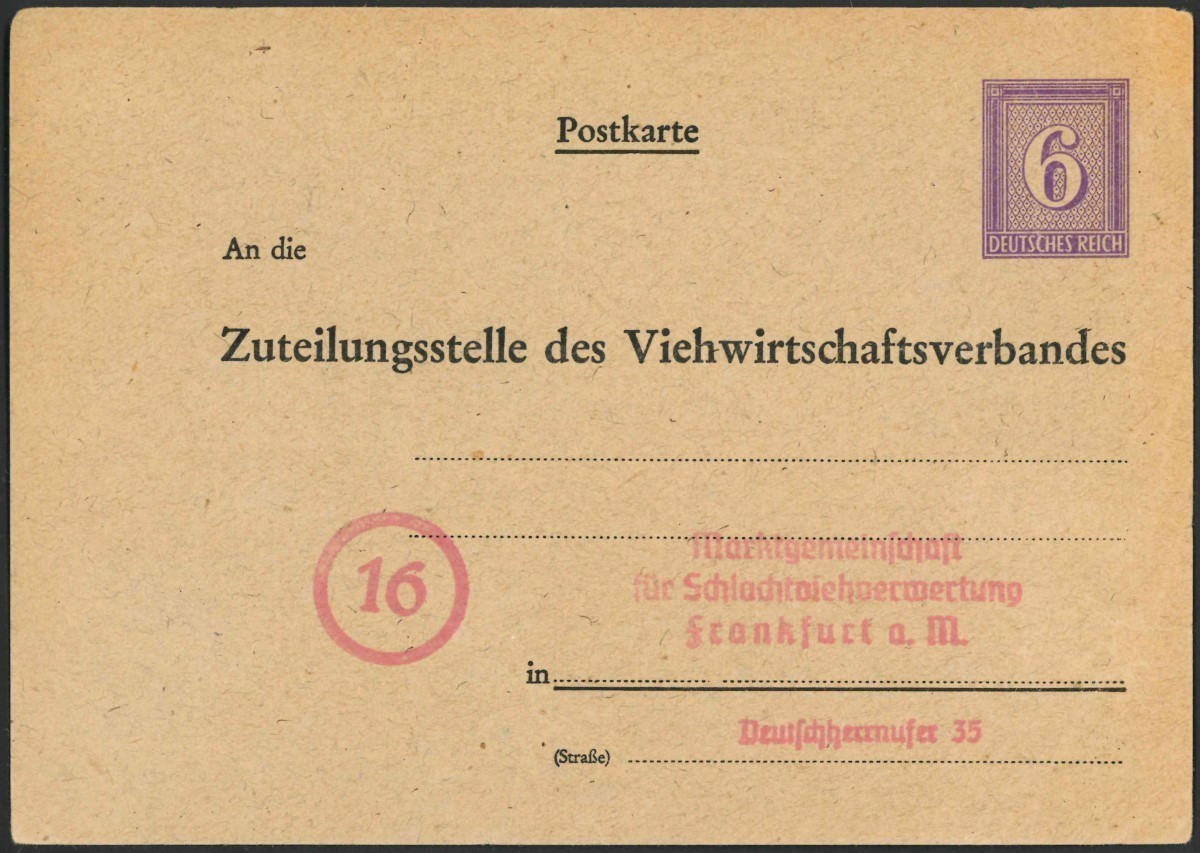 Postkarte
6
DEUTSCHES REICH
An die
Zuteilungsstelle des Viehwirtschaftsverbandes
16
Marktgemeinschaft
für Schlachtviehverwertung
Frankfurt a. M.
in
Deutschherrnufer 35
(Straße)